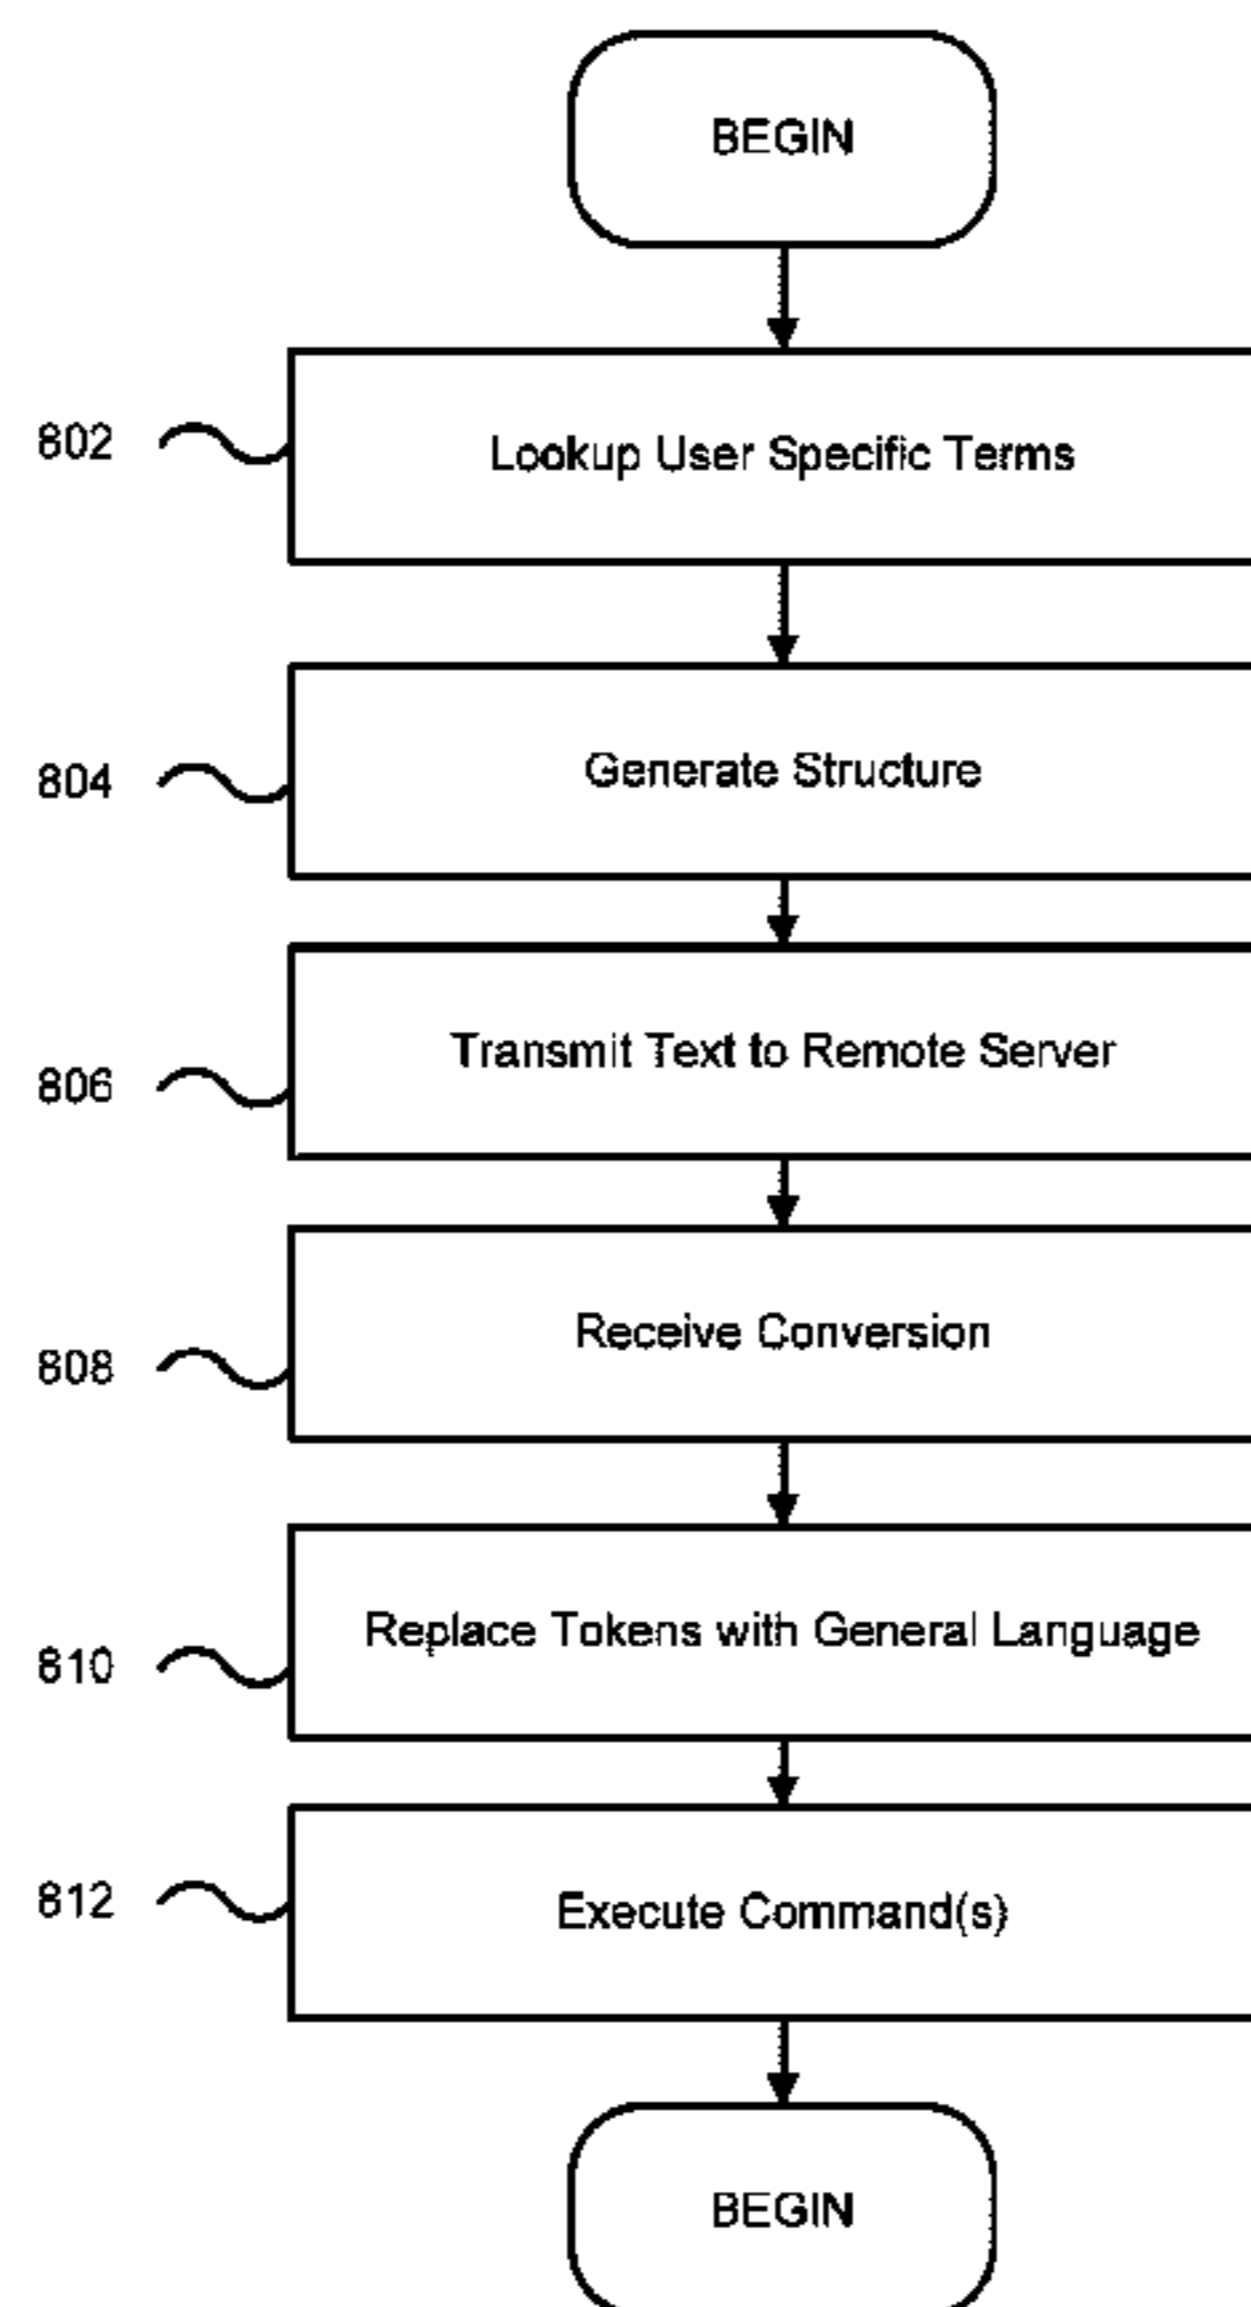 BEGIN
802
Lookup User Specific Terms
804
Generate Structure
806
Transmit Text to Remote Server
808
Receive Conversion
810
Replace Tokens with General Language
812
Execute Command(s)
BEGIN